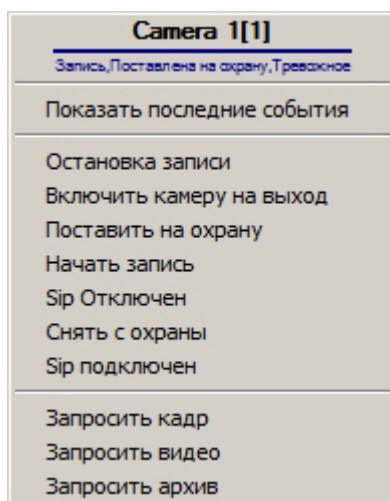 Camera 1[1]
Запись,Поставлена на охрану,Тревожное
Показать последние события
Остановка записи
Включить камеру на выход
Поставить на охрану
Начать запись
Sip Отключен
Снять с охраны
Sip подключен
Запросить кадр
Запросить видео
Запросить архив